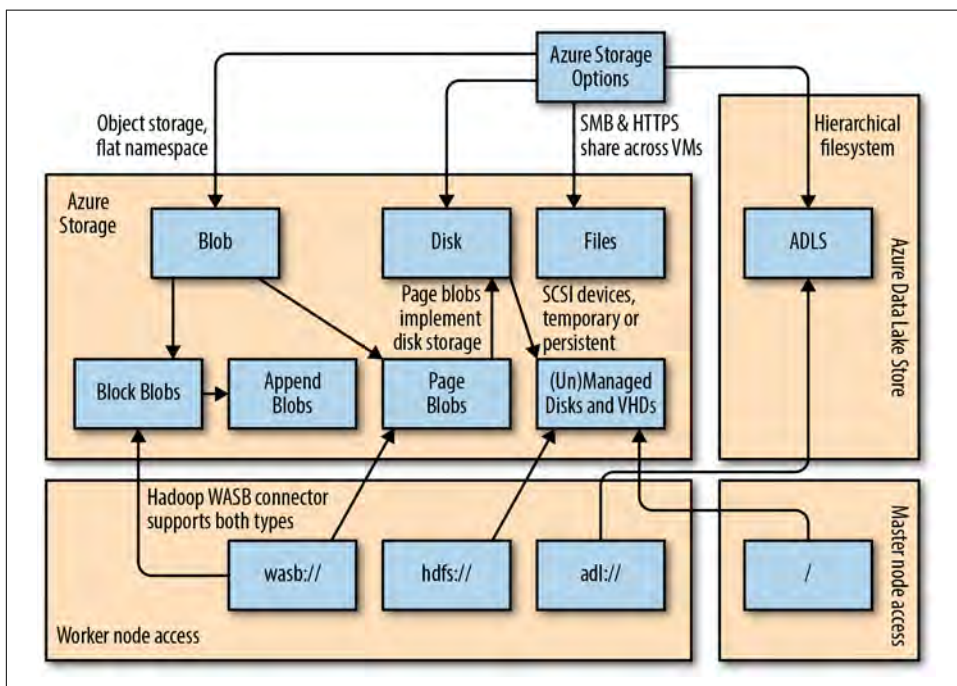 Azure Storage
Options
Object storage,
flat namespace
SMB & HTTPS
share across VMs
Hierarchical
filesystem
Azure
Storage
Blob
Disk
Files
ADLS
Azure Data Lake Store
Page blobs
implement
disk storage
SCSI devices,
temporary or
persistent
Block Blobs
Append
Blobs
Page
Blobs
(Un)Managed
Disks and VHDs
Hadoop WASB connector
supports both types
wasb://
hdfs://
adl://
/
Worker node access
Master node access